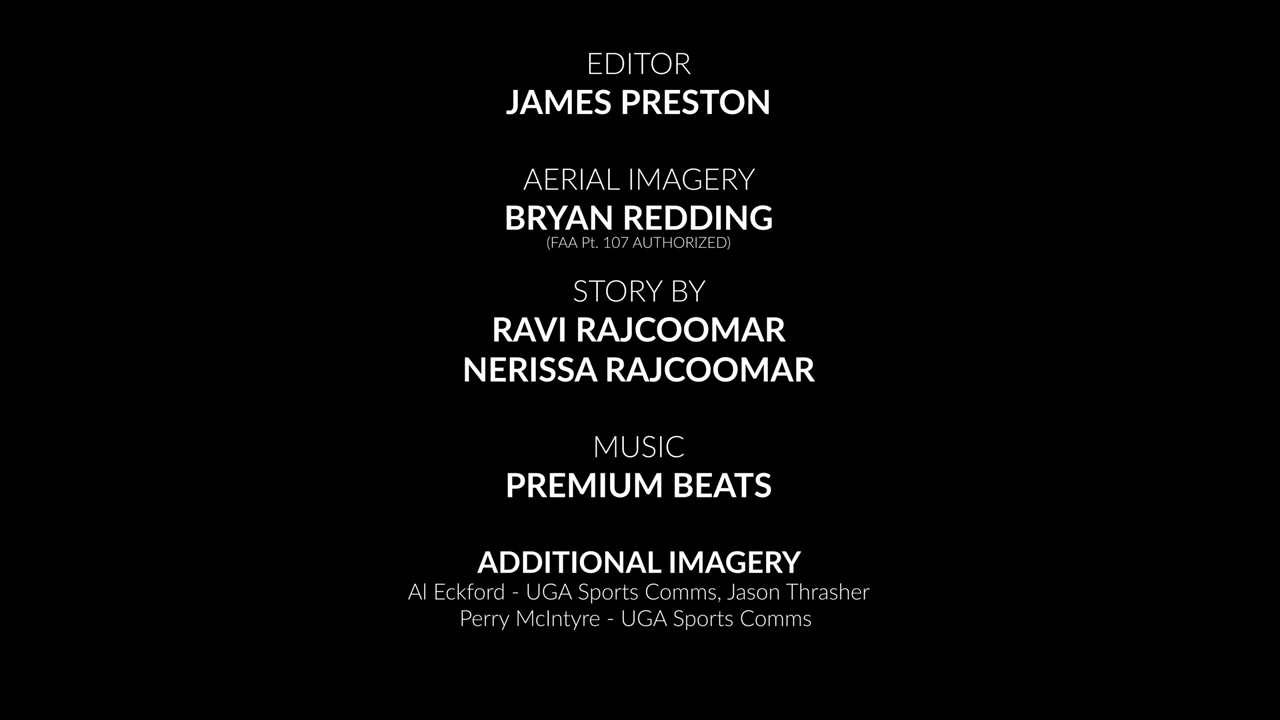 EDITOR
JAMES PRESTON
AERIAL IMAGERY
BRYAN REDDING
(FAA Pt. 107 AUTHORIZED)
STORY BY
RAVI RAJCOOMAR
NERISSA RAJCOOMAR
MUSIC
PREMIUM BEATS
ADDITIONAL IMAGERY
Al Eckford - UGA Sports Comms, Jason Thrasher
Perry McIntyre - UGA Sports Comms